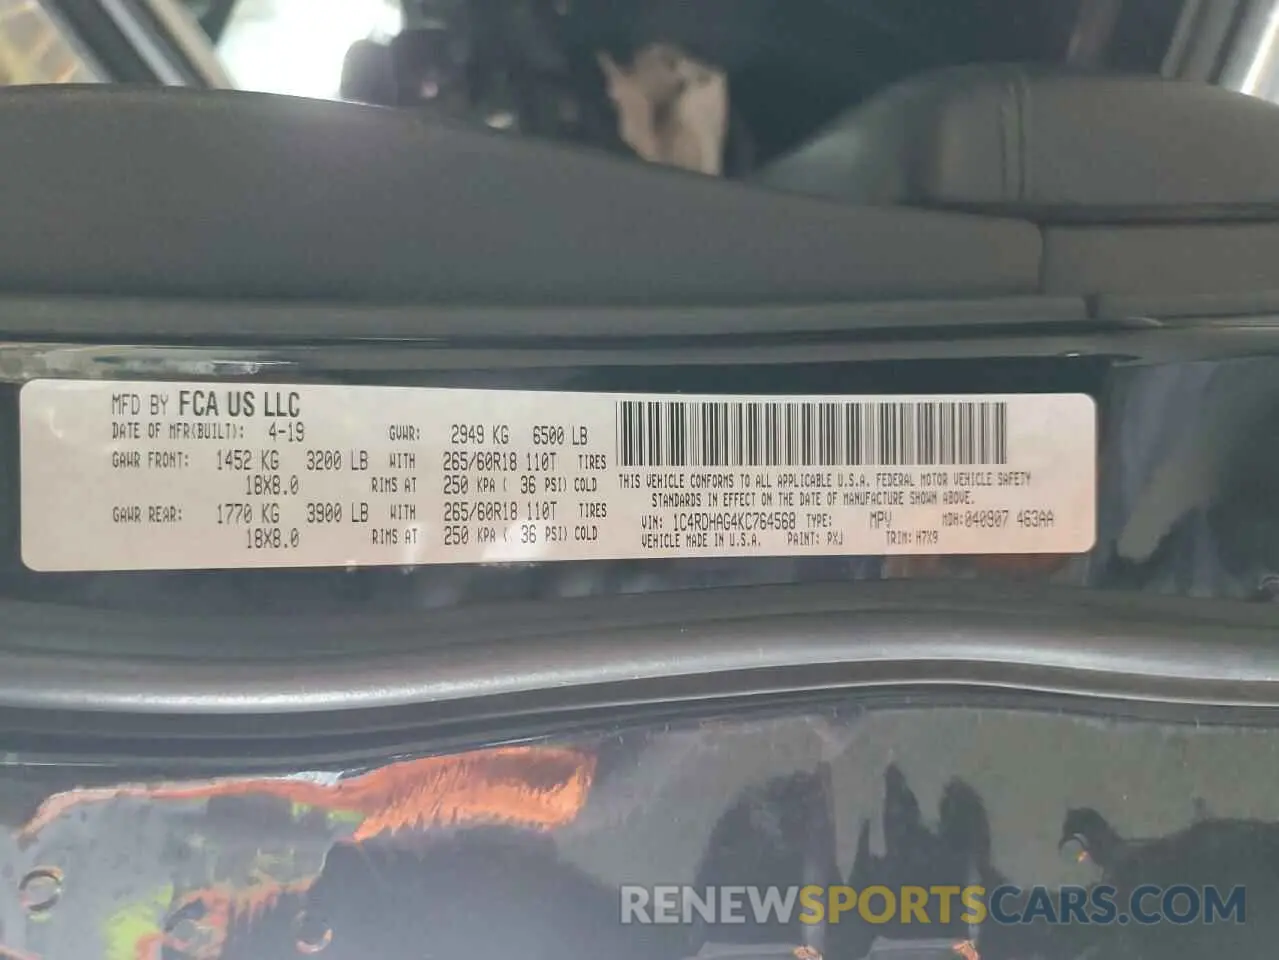 MFD BY FCA US LLC
DATE OF MFR(BUILT): 4-19 GVWR: 2949 KG 6500 LB
GAWR FRONT: 1452 KG 3200 LB WITH 265/60R18 110T TIRES
18X8.0 RIMS AT 250 KPA ( 36 PSI) COLD
GAWR REAR: 1770 KG 3900 LB WITH 265/60R18 110T TIRES
18X8.0 RIMS AT 250 KPA ( 36 PSI) COLD
THIS VEHICLE CONFORMS TO ALL APPLICABLE U.S.A. FEDERAL MOTOR VEHICLE SAFETY
STANDARDS IN EFFECT ON THE DATE OF MANUFACTURE SHOWN ABOVE.
VIN: 1C4RDHAG4KC764568 TYPE: MPV MDH: 040907 463AA
VEHICLE MADE IN U.S.A. PAINT: PXJ TRIM: H7X9
RENEWSPORTSCARS.COM